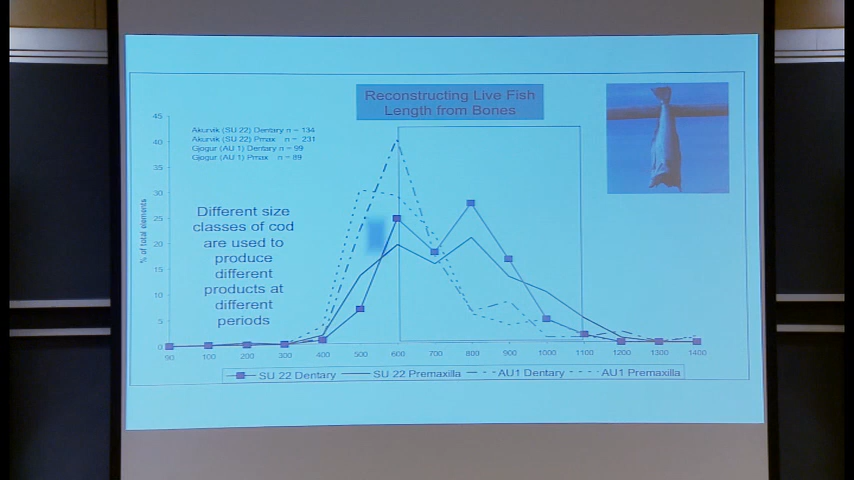 Reconstructing Live Fish
Length from Bones
Akurvik (SU 22) Dentary n = 134
Akurvik (SU 22) Pmax n = 231
Gjogur (AU 1) Dentary n = 99
Gjogur (AU 1) Pmax n = 89
Different size
classes of cod
are used to
produce
different
products at
different
periods
% of total elements
45
40
35
30
25
20
15
10
5
0
90 100 200 300 400 500 600 700 800 900 1000 1100 1200 1300 1400
SU 22 Dentary SU 22 Premaxilla AU1 Dentary AU1 Premaxilla